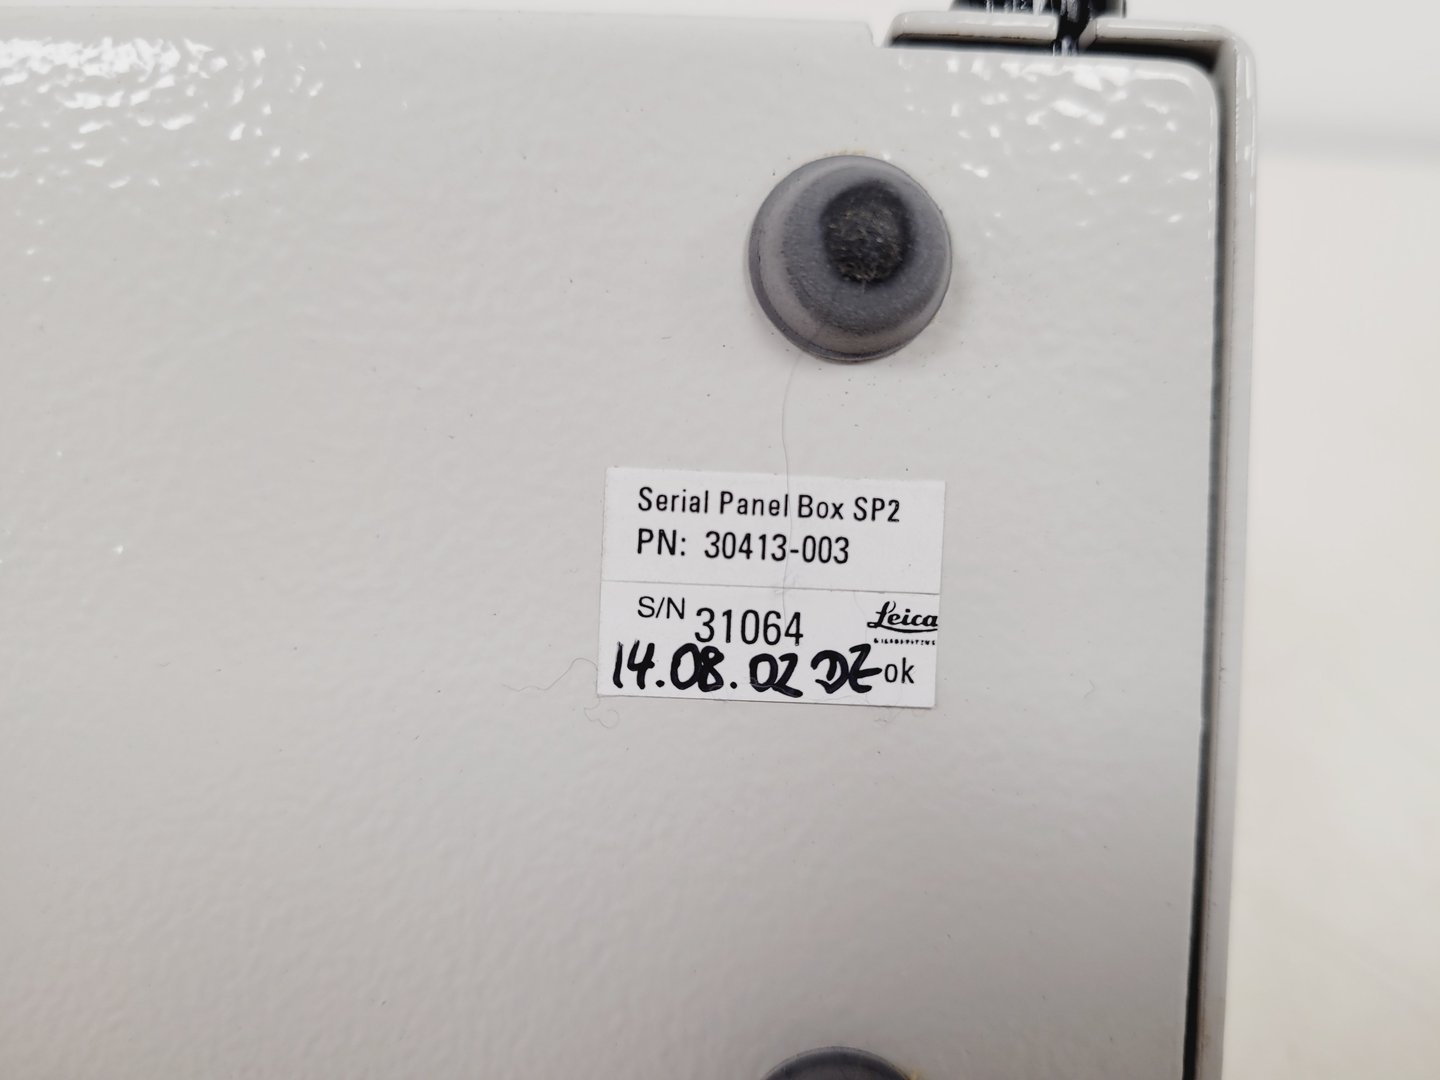 Serial Panel Box SP2
PN: 30413-003
S/N 31064
Leica
14.08.02 DZ ok